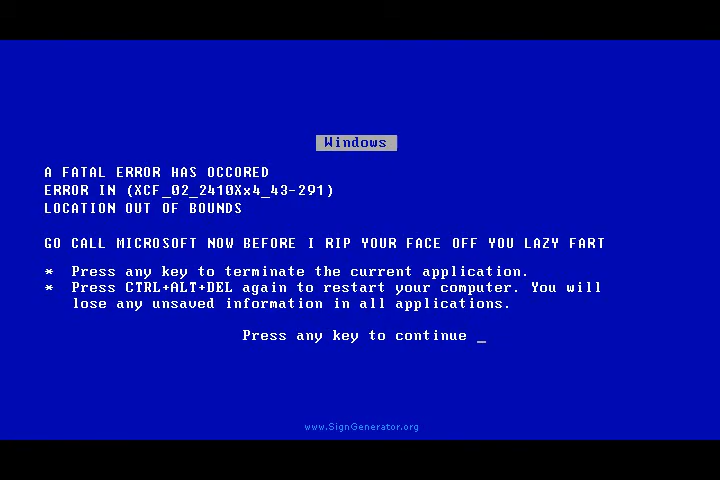 Windows
A FATAL ERROR HAS OCCORED
ERROR IN (XCF_02_2410Xx4_43-291)
LOCATION OUT OF BOUNDS
GO CALL MICROSOFT NOW BEFORE I RIP YOUR FACE OFF YOU LAZY FART
* Press any key to terminate the current application.
* Press CTRL+ALT+DEL again to restart your computer. You will
lose any unsaved information in all applications.
Press any key to continue _
www.SignGenerator.org